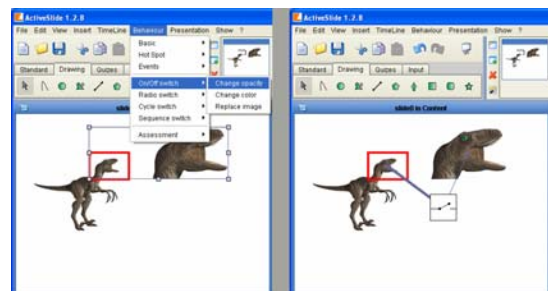 ActiveSlide 1.2.8
File Edit View Insert TimeLine Behaviour Presentation Show ?
Basic
Hot Spot
Events
On/Off switch
Radio switch
Cycle switch
Sequence switch
Assessment
Change opacity
Change color
Replace image
Standard Drawing Guizes
ActiveSlide 1.2.8
File Edit View Insert TimeLine Behaviour Presentation Show ?
Standard Drawing Guizes Input
slide0 in Content